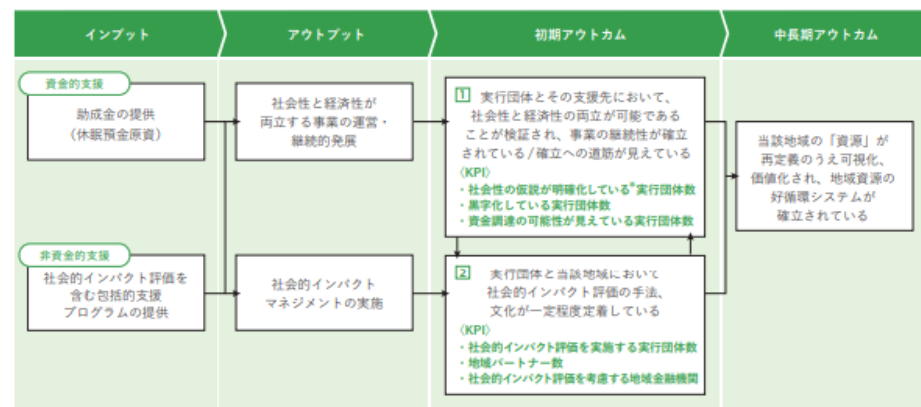 インプット
アウトプット
初期アウトカム
中長期アウトカム
資金的支援
助成金の提供
（休眠預金原資）
社会性と経済性が
両立する事業の運営・
継続的発展
1 実行団体とその支援先において、
社会性と経済性の両立が可能である
ことが検証され、事業の継続性が確立
されている/確立への道筋が見えている
〈KPI〉
・社会性の仮説が明確化している*実行団体数
・黒字化している実行団体数
・資金調達の可能性が見えている実行団体数
当該地域の「資源」が
再定義のうえ可視化、
価値化され、地域資源の
好循環システムが
確立されている
非資金的支援
社会的インパクト評価を
含む包括的支援
プログラムの提供
社会的インパクト
マネジメントの実施
2 実行団体と当該地域において
社会的インパクト評価の手法、
文化が一定程度定着している
〈KPI〉
・社会的インパクト評価を実施する実行団体数
・地域パートナー数
・社会的インパクト評価を考慮する地域金融機関